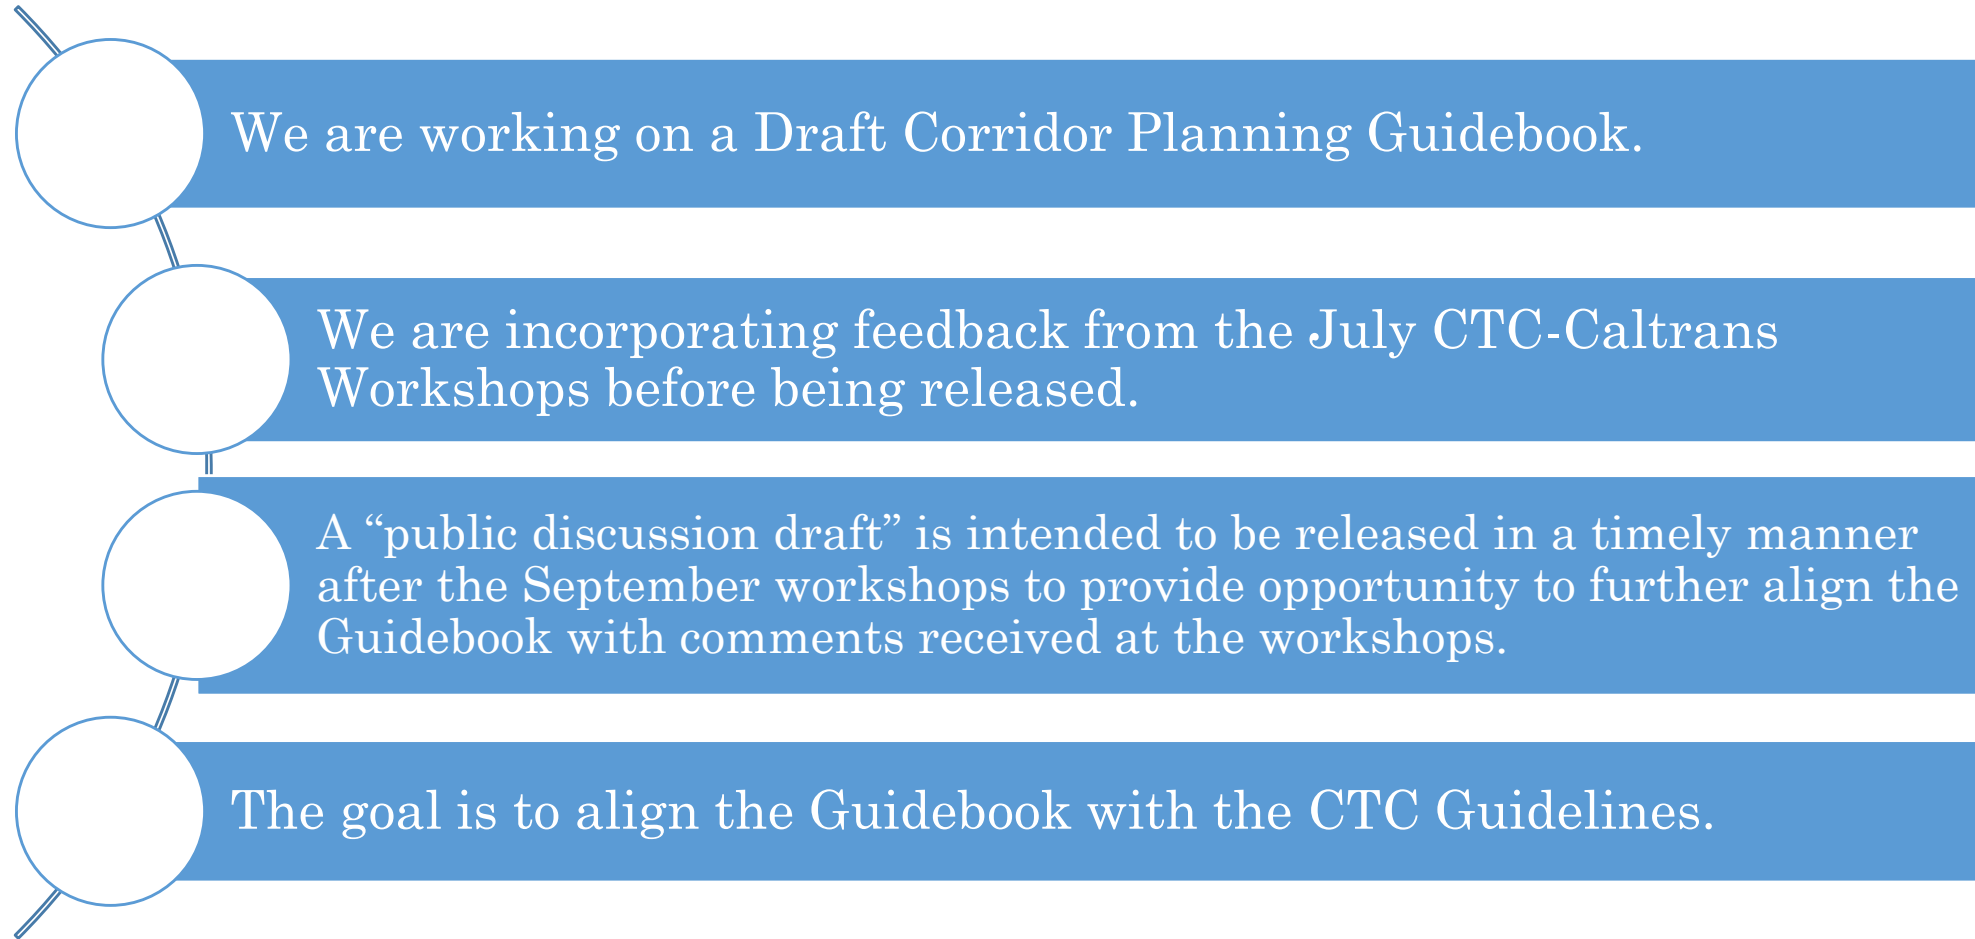 We are working on a Draft Corridor Planning Guidebook.
We are incorporating feedback from the July CTC-Caltrans
Workshops before being released.
A “public discussion draft” is intended to be released in a timely manner
after the September workshops to provide opportunity to further align the
Guidebook with comments received at the workshops.
The goal is to align the Guidebook with the CTC Guidelines.